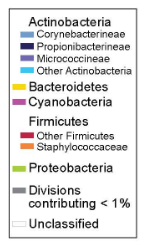 Actinobacteria
Corynebacterineae
Propionibacterineae
Micrococcineae
Other Actinobacteria
Bacteroidetes
Cyanobacteria
Firmicutes
Other Firmicutes
Staphylococcaceae
Proteobacteria
Divisions
contributing < 1%
Unclassified